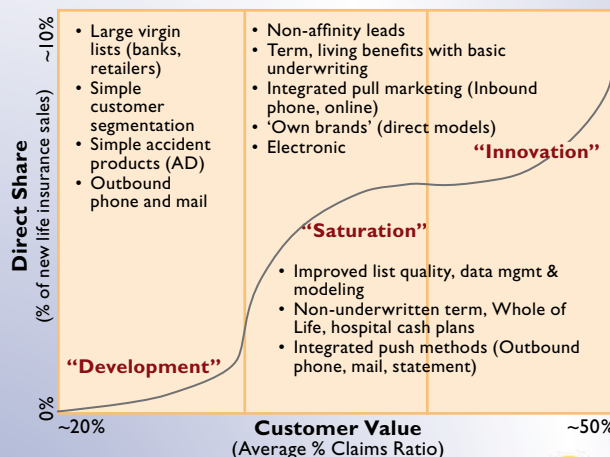 ~10%
Direct Share
(% of new life insurance sales)
0%
• Large virgin
lists (banks,
retailers)
• Simple
customer
segmentation
• Simple accident
products (AD)
• Outbound
phone and mail
• Non-affinity leads
• Term, living benefits with basic
underwriting
• Integrated pull marketing (Inbound
phone, online)
• ‘Own brands’ (direct models)
• Electronic
“Innovation”
“Saturation”
• Improved list quality, data mgmt &
modeling
• Non-underwritten term, Whole of
Life, hospital cash plans
• Integrated push methods (Outbound
phone, mail, statement)
“Development”
~20%
Customer Value
~50%
(Average % Claims Ratio)